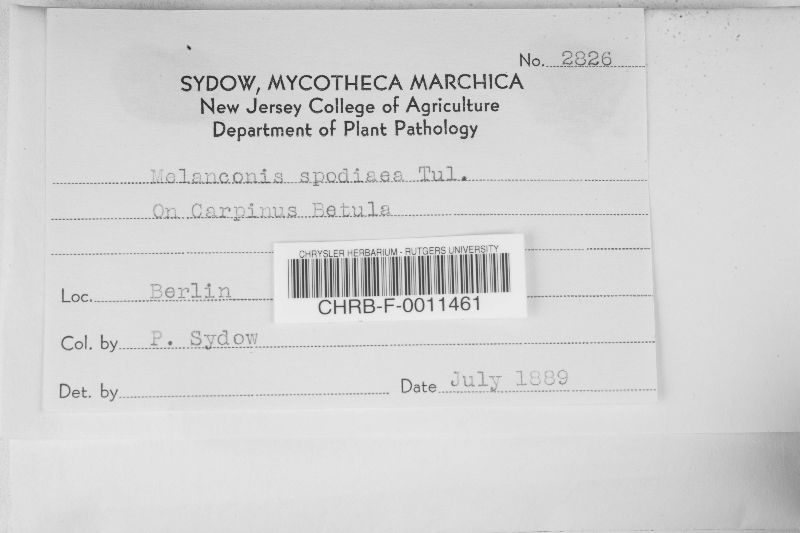 No. 2826
SYDOW, MYCOTHECA MARCHICA
New Jersey College of Agriculture
Department of Plant Pathology
Melanconis spodiaea Tul.
On Carpinus Betula
CHRYSLER HERBARIUM - RUTGERS UNIVERSITY
CHRB-F-0011461
Loc. Berlin
Col. by P. Sydow
Det. by
Date July 1889